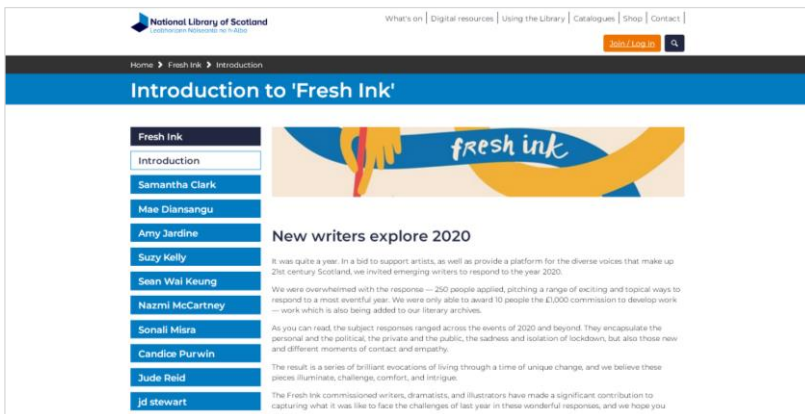 National Library of Scotland
Leabharlann Nàiseanta na h-Alba
What's on | Digital resources | Using the Library | Catalogues | Shop | Contact |
Join / Log in
Home > Fresh Ink > Introduction
Introduction to 'Fresh Ink'
Fresh Ink
Introduction
Samantha Clark
Mae Diansangu
Amy Jardine
Suzy Kelly
Sean Wai Keung
Nazmi McCartney
Sonali Misra
Candice Purwin
Jude Reid
jd stewart
fresh ink
New writers explore 2020
It was quite a year. In a bid to support artists, as well as provide a platform for the diverse voices that make up
21st century Scotland, we invited emerging writers to respond to the year 2020.
We were overwhelmed with the response — 250 people applied, pitching a range of exciting and topical ways to
respond to a most eventful year. We were only able to award 10 people the £1,000 commission to develop work
— work which is also being added to our literary archives.
As you can read, the subject responses ranged across the events of 2020 and beyond. They encapsulate the
personal and the political, the private and the public, the sadness and isolation of lockdown, but also those new
and different moments of contact and empathy.
The result is a series of brilliant evocations of living through a time of unique change, and we believe these
pieces illuminate, challenge, comfort, and intrigue.
The Fresh Ink commissioned writers, dramatists, and illustrators have made a significant contribution to
capturing what it was like to face the challenges of last year in these wonderful responses, and we hope you